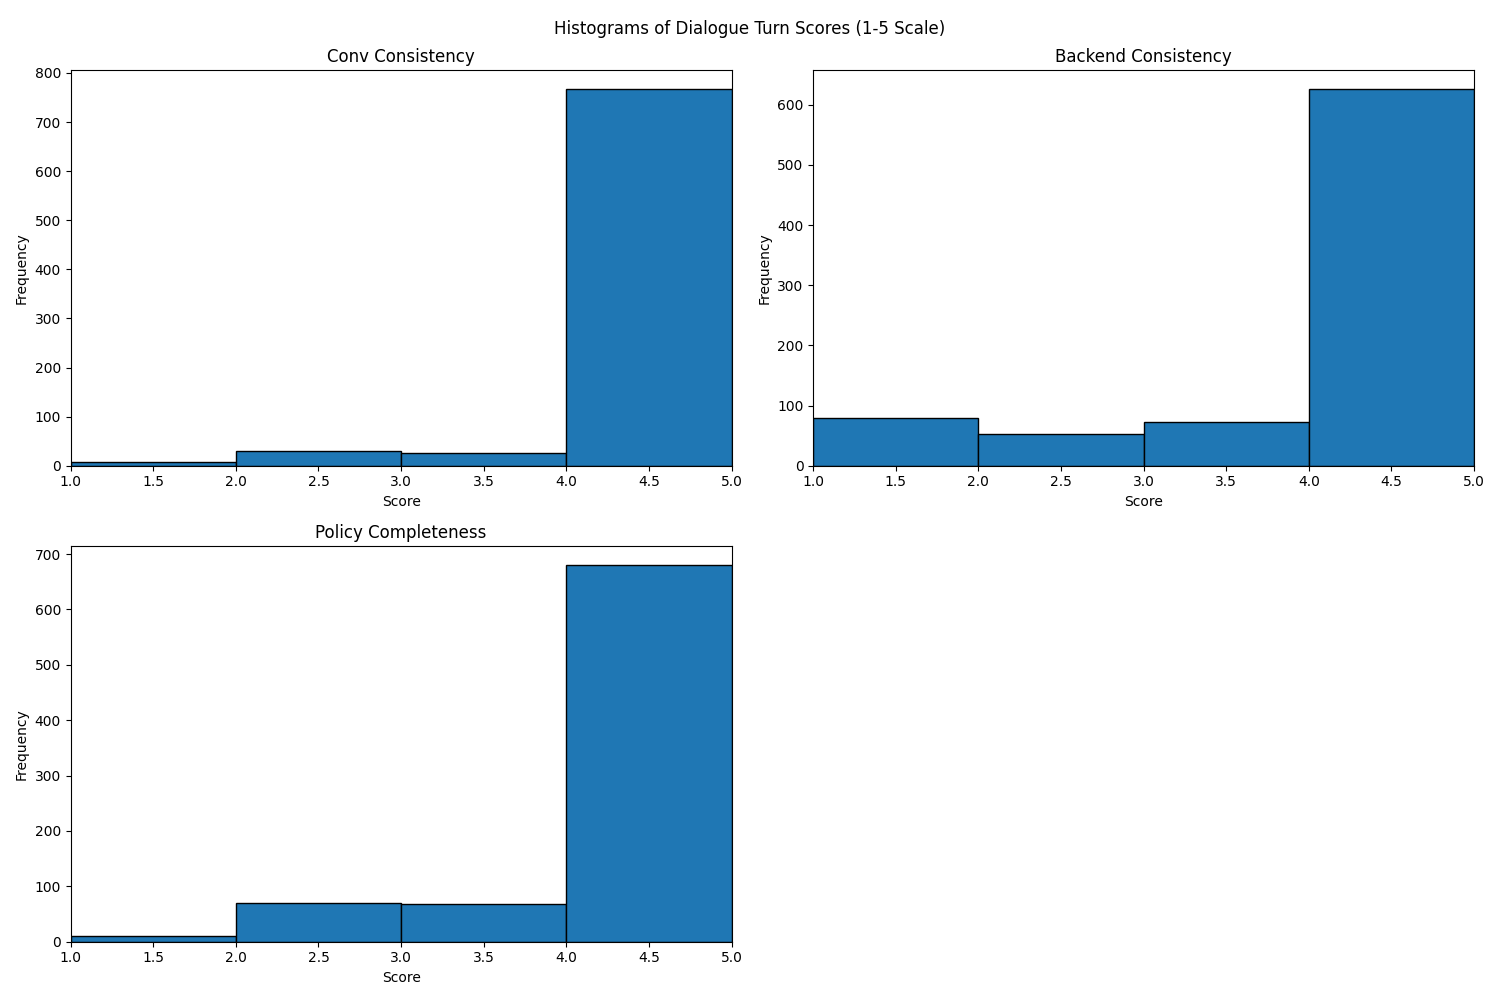 Histograms of Dialogue Turn Scores (1-5 Scale)
Conv Consistency
800
700
600
500
400
300
200
100
0
Frequency
1.0 1.5 2.0 2.5 3.0 3.5 4.0 4.5 5.0
Score
Backend Consistency
600
500
400
300
200
100
0
Frequency
1.0 1.5 2.0 2.5 3.0 3.5 4.0 4.5 5.0
Score
Policy Completeness
700
600
500
400
300
200
100
0
Frequency
1.0 1.5 2.0 2.5 3.0 3.5 4.0 4.5 5.0
Score